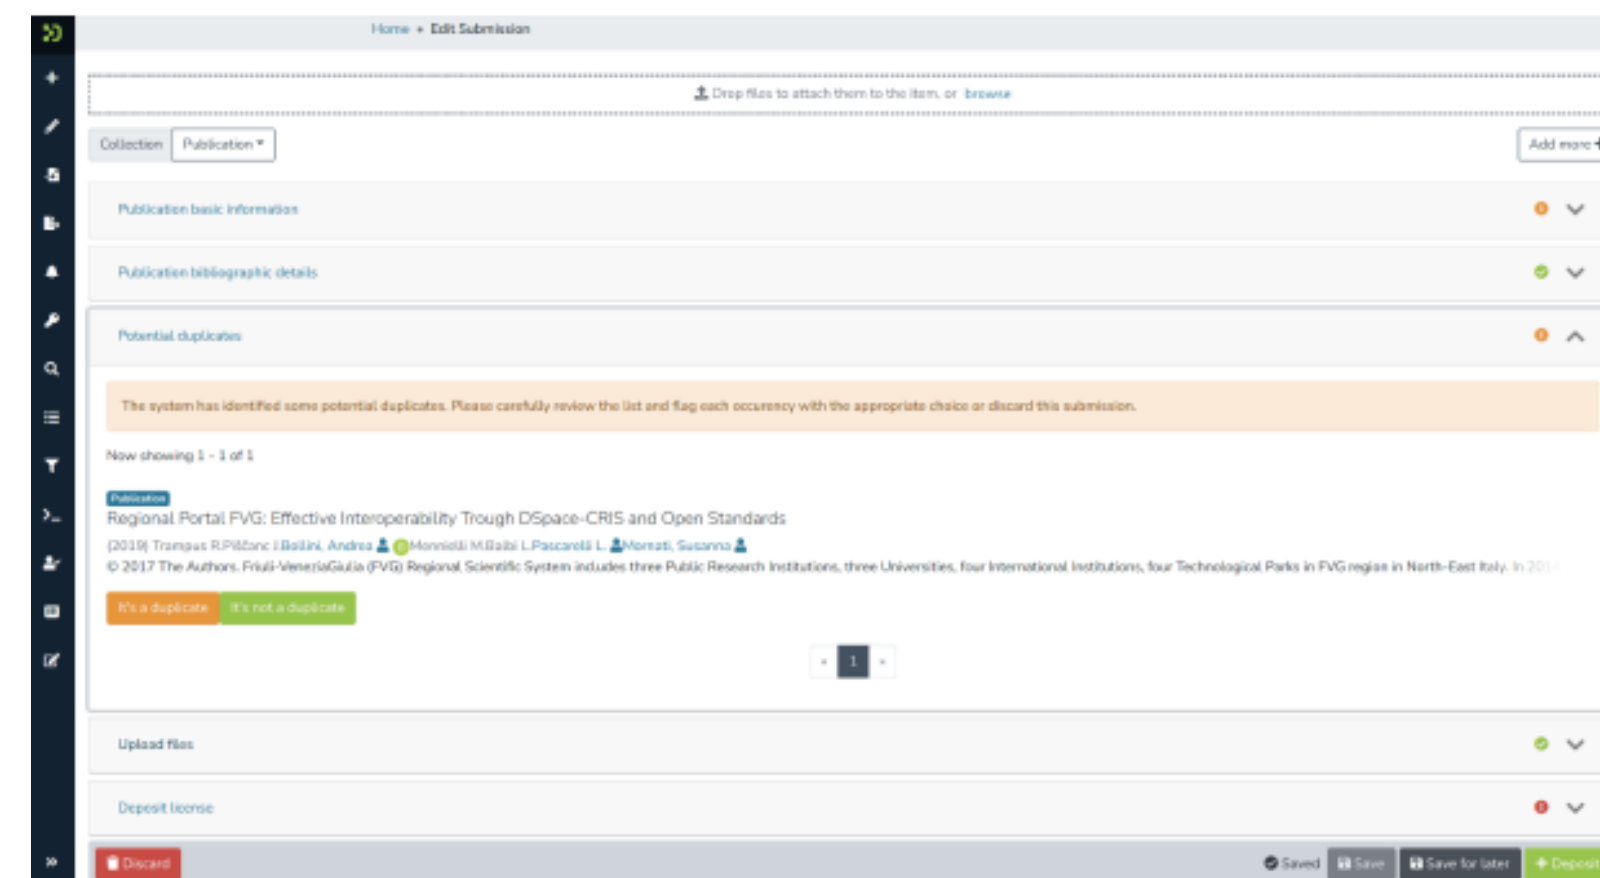 Home • Edit Submission
Drop files to attach them to the item, or browse
Collection Publication
Add more +
Publication basic information
Publication bibliographic details
Potential duplicates
The system has identified some potential duplicates. Please carefully review the list and flag each occurency with the appropriate choice or discard this submission.
Now showing 1 - 1 of 1
Publication
Regional Portal FVG: Effective Interoperability Trough DSpace-CRIS and Open Standards
(2019) Trampus R. Piščanc J. Bollini, Andrea Mennielli M. Balbi L. Pascarelli L. Mornati, Susanna
© 2017 The Authors. Friuli-VeneziaGiulia (FVG) Regional Scientific System includes three Public Research Institutions, three Universities, four International Institutions, four Technological Parks in FVG region in North-East Italy. In 201
It's a duplicate It's not a duplicate
« 1 »
Upload files
Deposit license
Discard
Saved Save Save for later + Deposit